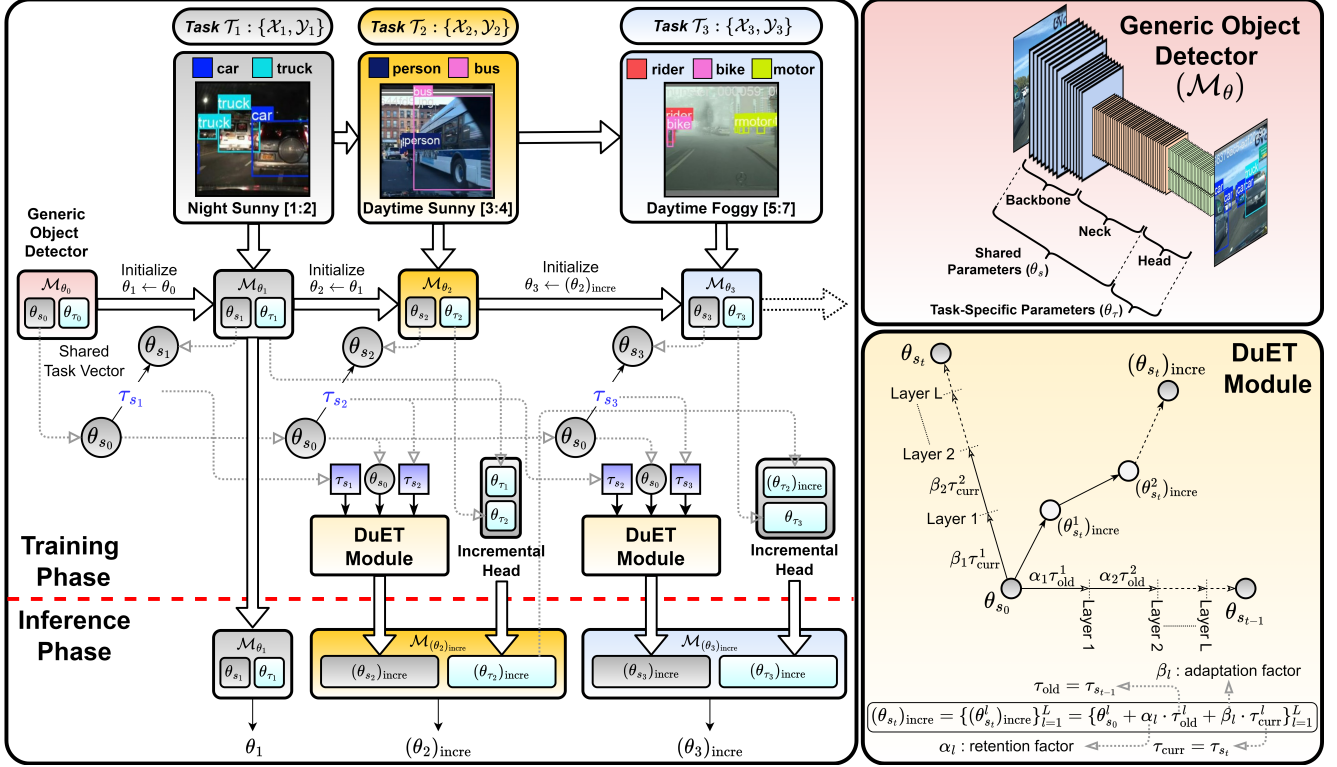 Task 𝒯₁ : {𝒳₁, 𝒴₁}
Task 𝒯₂ : {𝒳₂, 𝒴₂}
Task 𝒯₃ : {𝒳₃, 𝒴₃}
car truck
person bus
rider bike motor
truck
truck
car
bus
person
rider
bike
Night Sunny [1:2]
Daytime Sunny [3:4]
Daytime Foggy [5:7]
Generic
Object
Detector
Initialize
θ₁ ← θ₀
Initialize
θ₂ ← θ₁
Initialize
θ₃ ← (θ₂)incre
ℳθ₀
θs₀ θτ₀
ℳθ₁
θs₁ θτ₁
ℳθ₂
θs₂ θτ₂
ℳθ₃
θs₃ θτ₃
Shared
Task Vector
θs₁
τs₁
θs₀
θs₂
τs₂
θs₀
θs₃
τs₃
θs₀
τs₁ θs₀ τs₂
θτ₁
θτ₂
τs₂ θs₀ τs₃
(θτ₂)incre
θτ₃
DuET
Module
Incremental
Head
DuET
Module
Incremental
Head
Training
Phase
Inference
Phase
ℳθ₁
θs₁ θτ₁
ℳ(θ₂)incre
(θs₂)incre (θτ₂)incre
ℳ(θ₃)incre
(θs₃)incre (θτ₃)incre
θ₁
(θ₂)incre
(θ₃)incre
Generic Object
Detector
(ℳθ)
Backbone
Neck
Head
Shared
Parameters (θs)
Task-Specific Parameters (θτ)
DuET
Module
θsₜ
(θsₜ)incre
Layer L
Layer 2
β₂τ²curr
(θ²sₜ)incre
Layer 1
(θ¹sₜ)incre
β₁τ¹curr
α₁τ¹old α₂τ²old
θs₀
θsₜ₋₁
Layer 1
Layer 2
Layer L
βl : adaptation factor
τold = τsₜ₋₁
(θsₜ)incre = {(θˡsₜ)incre}ᴸl=1 = {θˡs₀ + αl · τˡold + βl · τˡcurr}ᴸl=1
αl : retention factor
τcurr = τsₜ